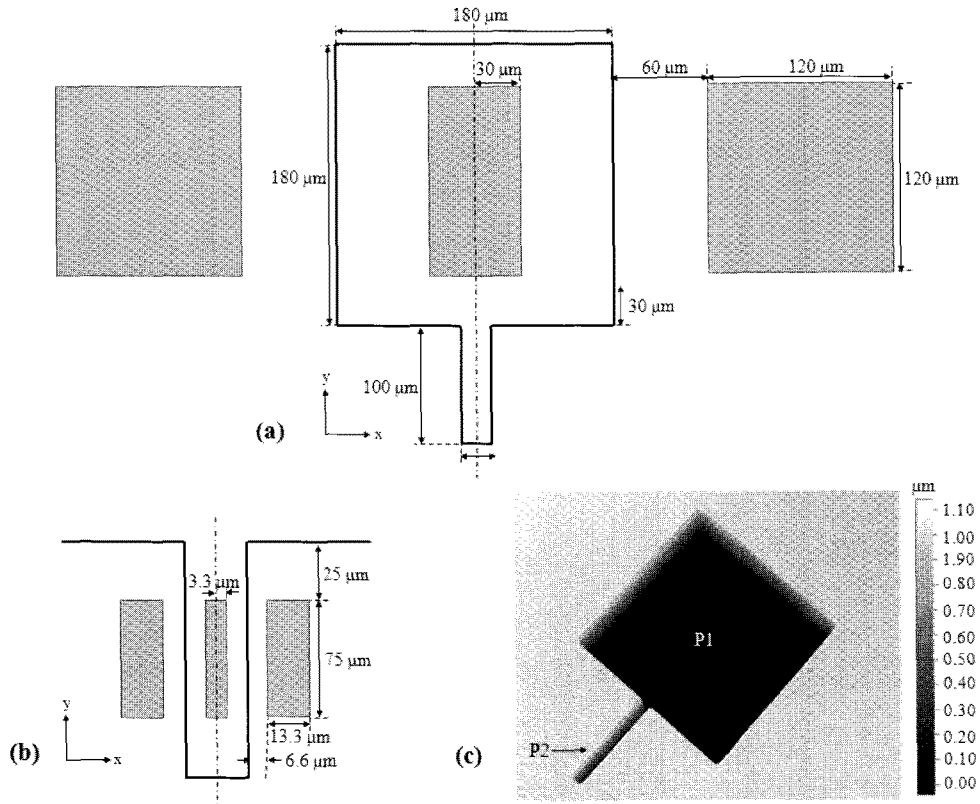 180 µm
30 µm
60 µm
120 µm
180 µm
120 µm
30 µm
100 µm
y
x
(a)
µm
3.3 µm
25 µm
75 µm
y
x
13.3 µm
6.6 µm
(b)
(c)
P1
P2
1.10
1.00
1.90
0.80
0.70
0.60
0.50
0.40
0.30
0.20
0.10
0.00